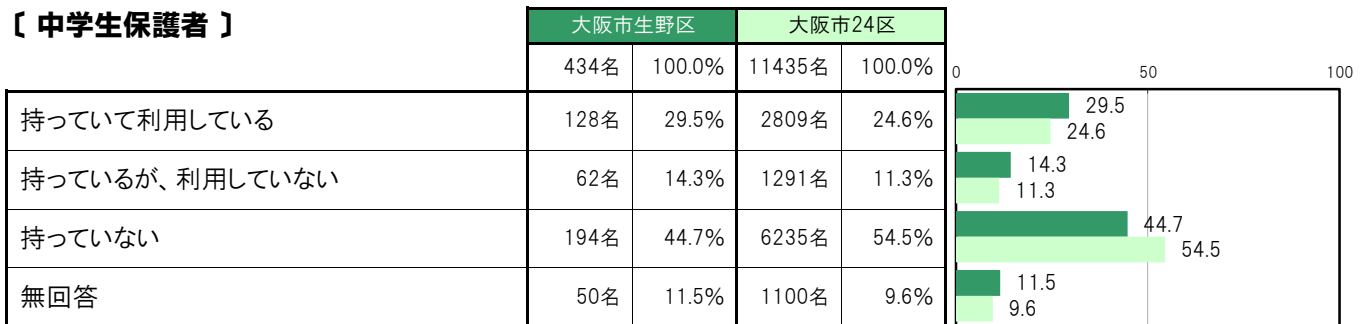 〔 中学生保護者 〕
大阪市生野区 大阪市24区
434名 100.0% 11435名 100.0%
0 50 100
持っていて利用している 128名 29.5% 2809名 24.6%
29.5
24.6
持っているが、利用していない 62名 14.3% 1291名 11.3%
14.3
11.3
持っていない 194名 44.7% 6235名 54.5%
44.7
54.5
無回答 50名 11.5% 1100名 9.6%
11.5
9.6